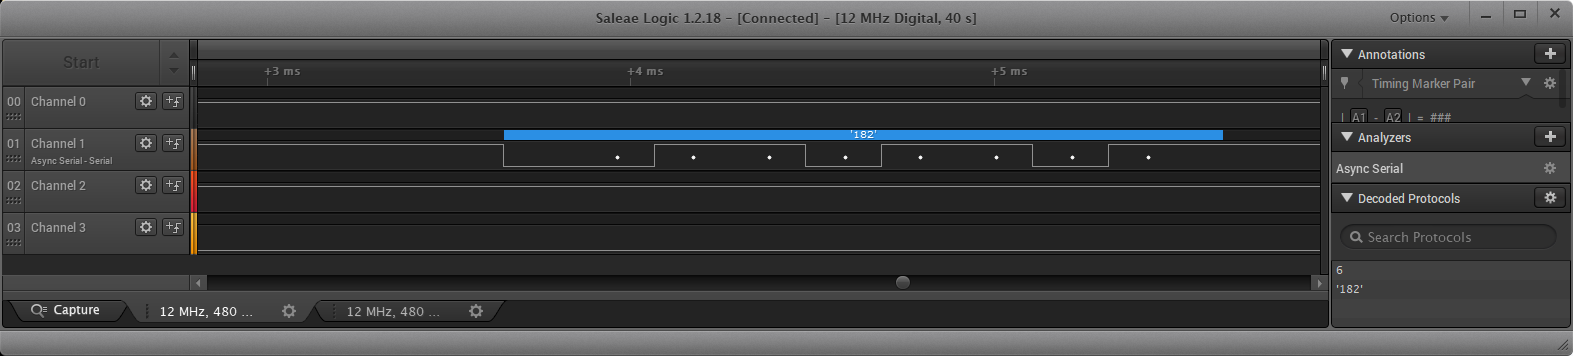 Saleae Logic 1.2.18 - [Connected] - [12 MHz Digital, 40 s]
Options
Start
+3 ms
+4 ms
+5 ms
00 Channel 0
01 Channel 1
Async Serial - Serial
'182'
02 Channel 2
03 Channel 3
Capture
12 MHz, 480 ...
12 MHz, 480 ...
Annotations
Timing Marker Pair
| A1 - A2 | = ###
Analyzers
Async Serial
Decoded Protocols
Search Protocols
6
'182'